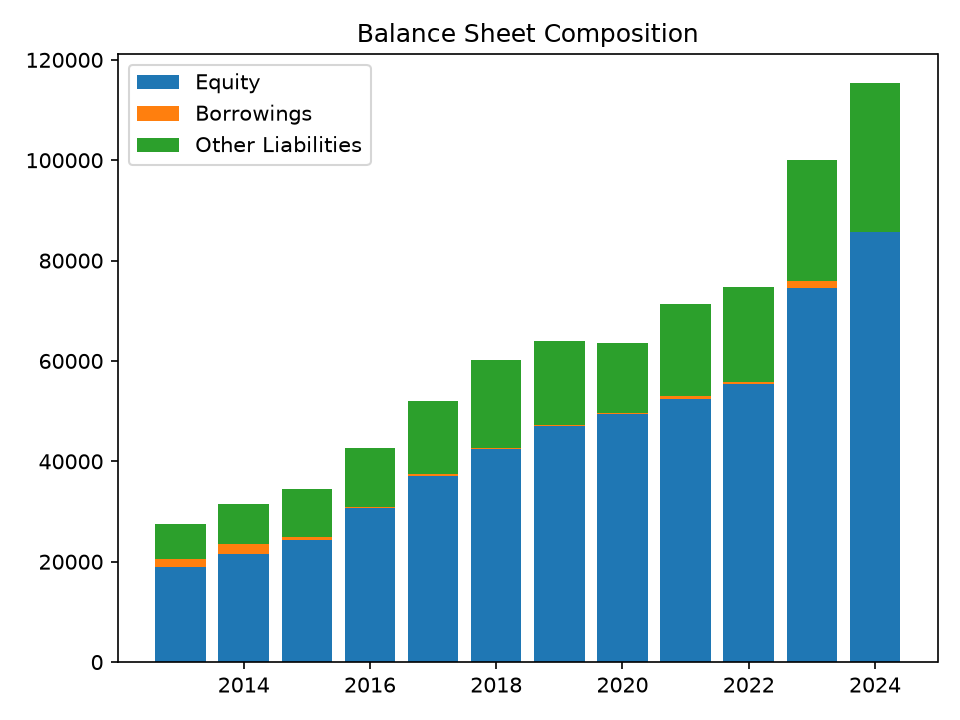 Balance Sheet Composition
Equity
Borrowings
Other Liabilities
120000
100000
80000
60000
40000
20000
0
2014 2016 2018 2020 2022 2024